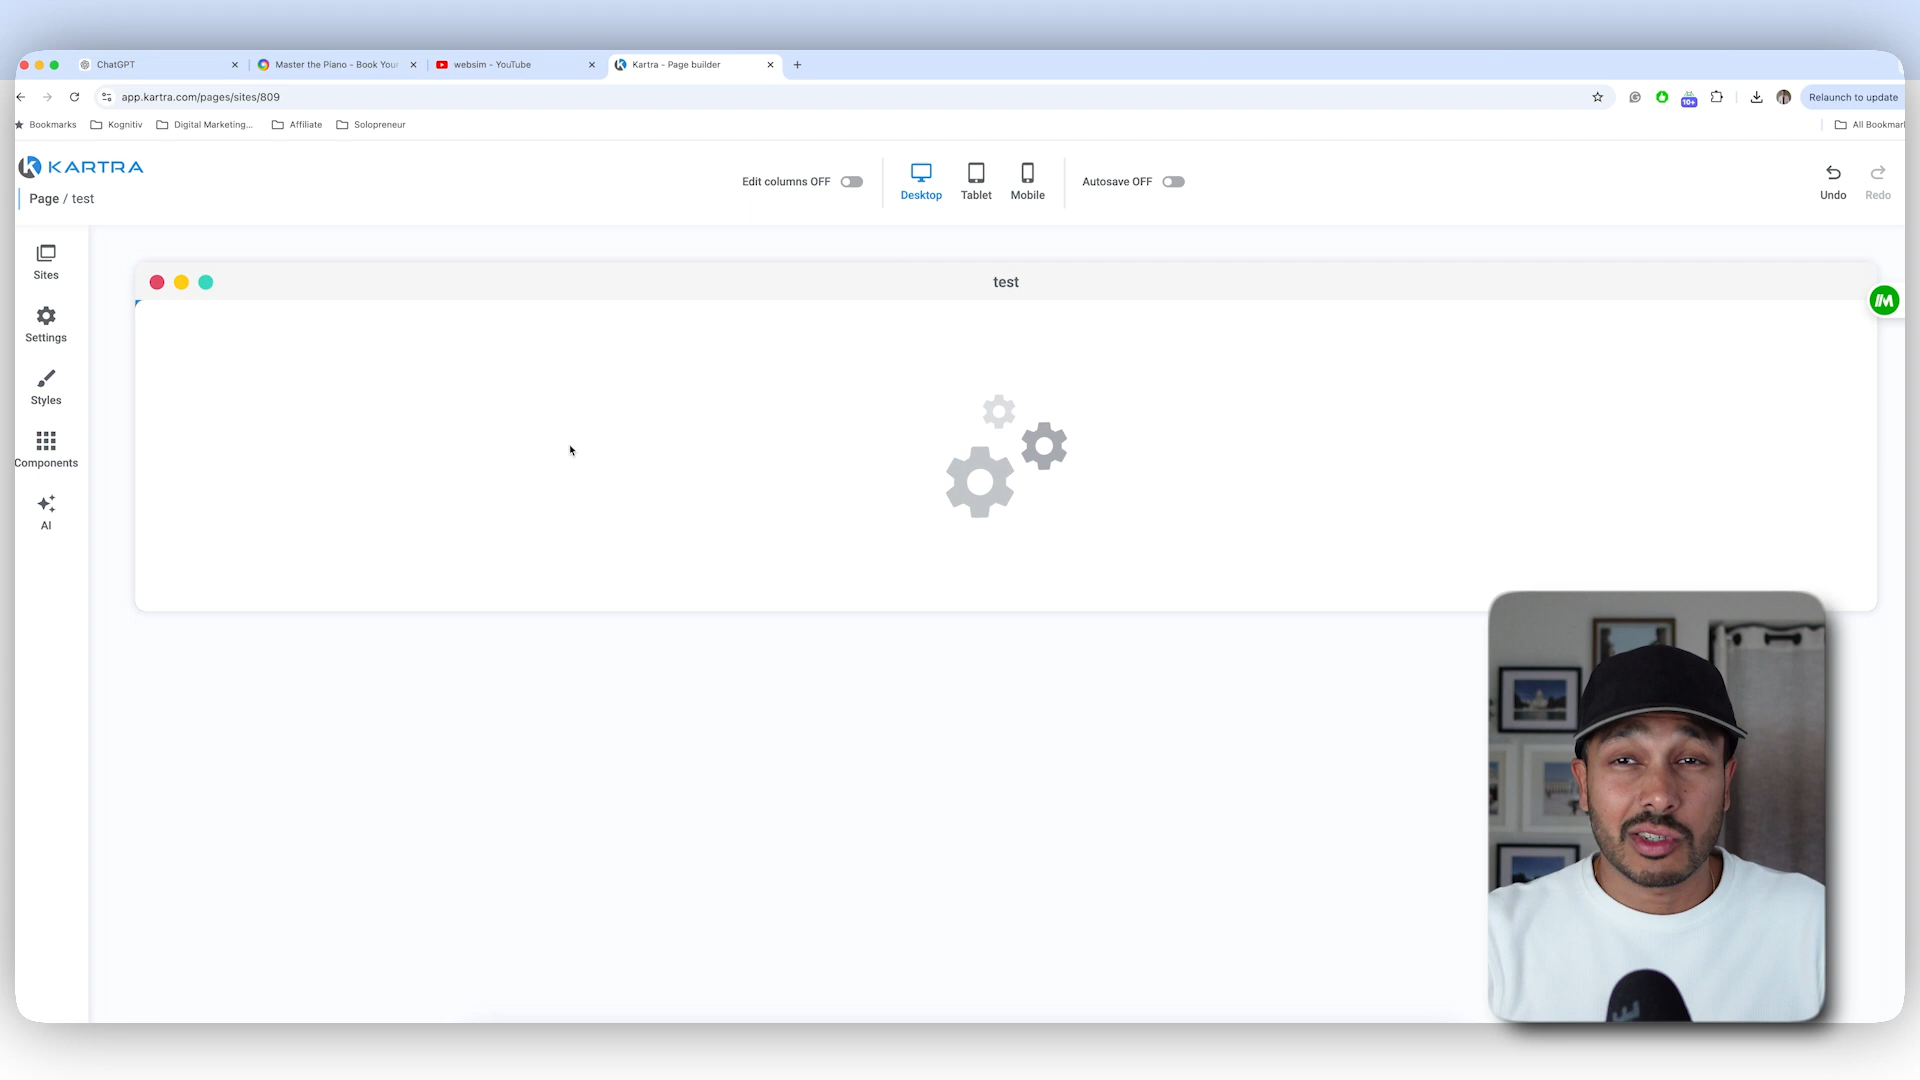 ChatGPT
Master the Piano - Book Your
websim - YouTube
Kartra - Page builder
app.kartra.com/pages/sites/809
10+
Relaunch to update
Bookmarks
Kognitiv
Digital Marketing...
Affiliate
Solopreneur
All Bookmar
KARTRA
Page / test
Edit columns OFF
Desktop
Tablet
Mobile
Autosave OFF
Undo
Redo
Sites
Settings
Styles
Components
AI
test